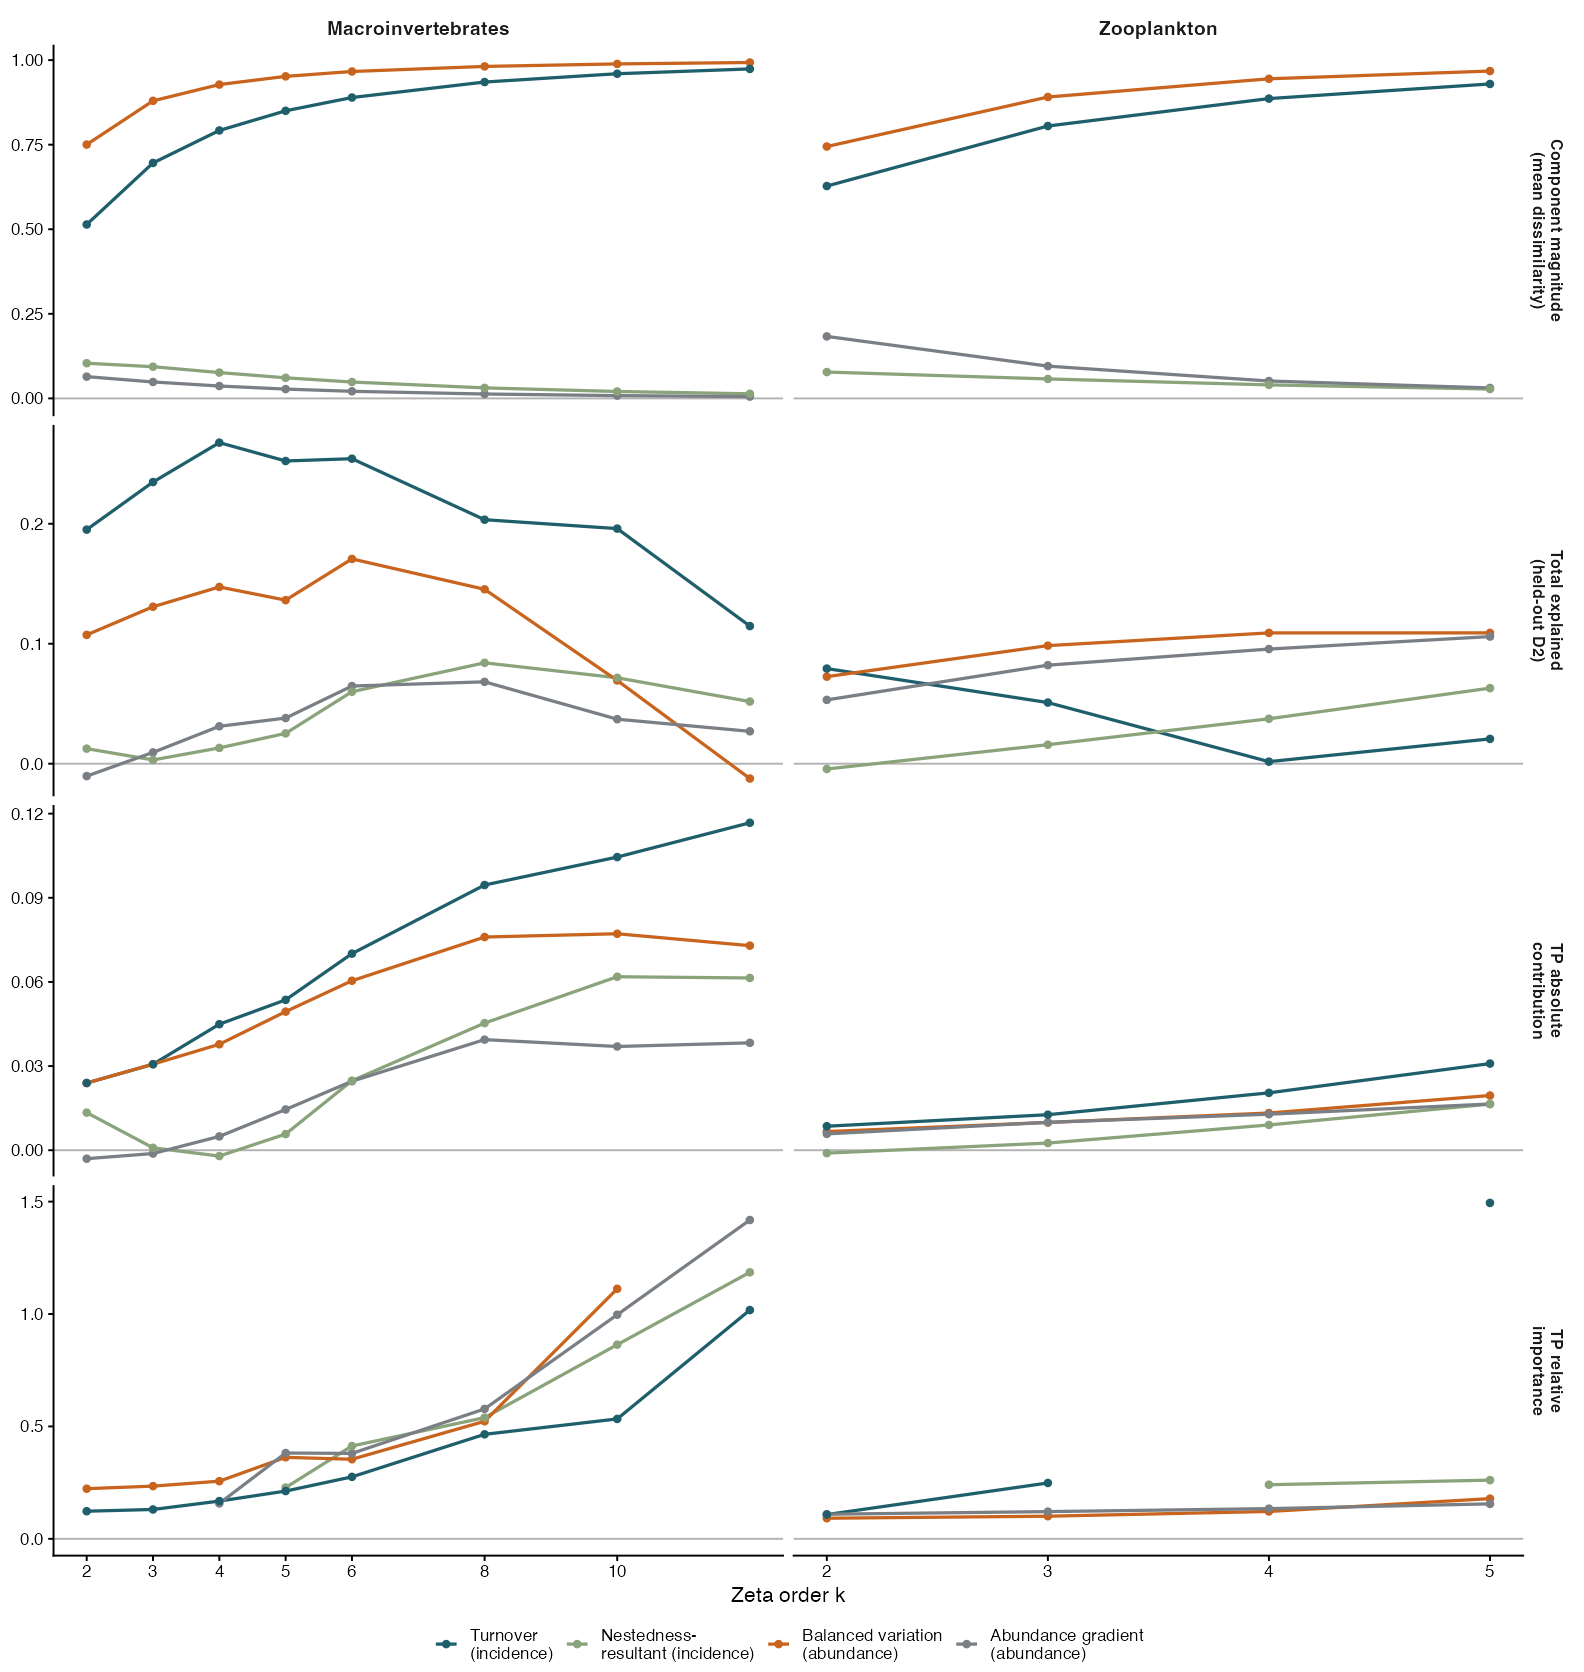 Macroinvertebrates
Zooplankton
1.00
0.75
0.50
0.25
0.00
Component magnitude
(mean dissimilarity)
0.2
0.1
0.0
Total explained
(held-out D2)
0.12
0.09
0.06
0.03
0.00
TP absolute
contribution
1.5
1.0
0.5
0.0
TP relative
importance
2 3 4 5 6 8 10
2 3 4 5
Zeta order k
Turnover
(incidence)
Nestedness-
resultant (incidence)
Balanced variation
(abundance)
Abundance gradient
(abundance)